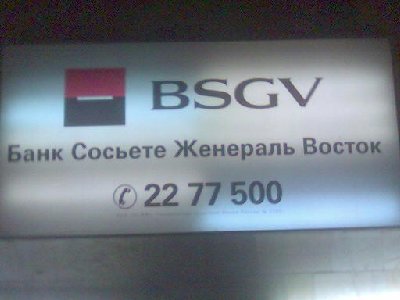 BSGV
Банк Сосьете Женераль Восток
✆ 22 77 500